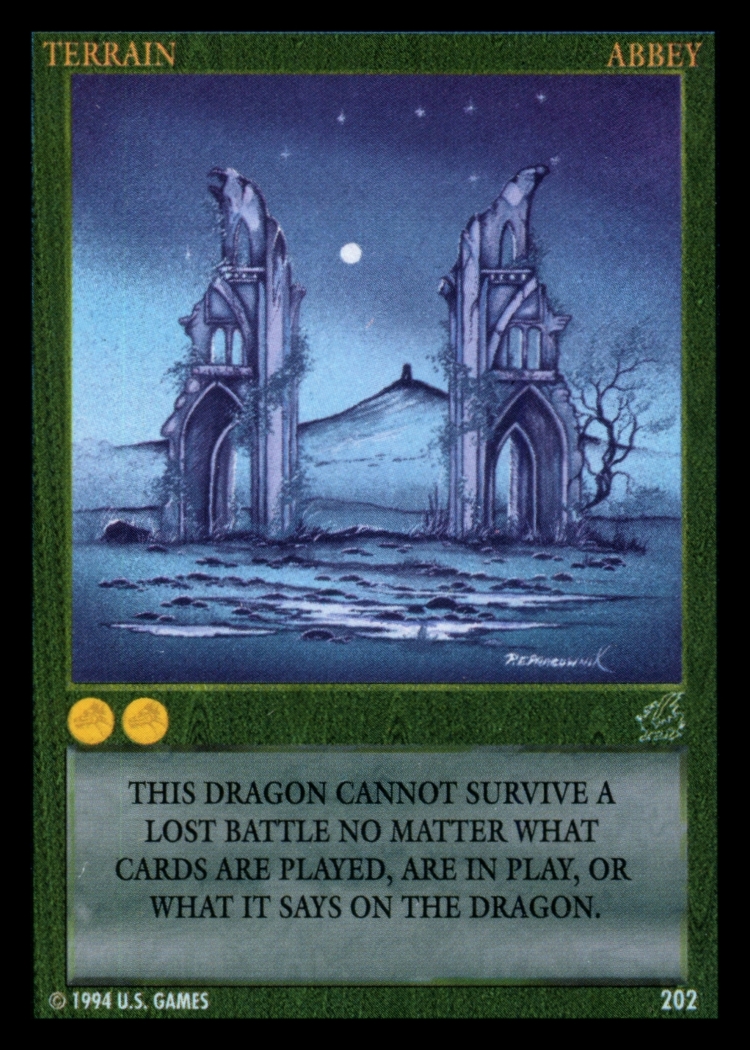 TERRAIN ABBEY
P.E. PRACOWNIK
THIS DRAGON CANNOT SURVIVE A
LOST BATTLE NO MATTER WHAT
CARDS ARE PLAYED, ARE IN PLAY, OR
WHAT IT SAYS ON THE DRAGON.
© 1994 U.S. GAMES 202